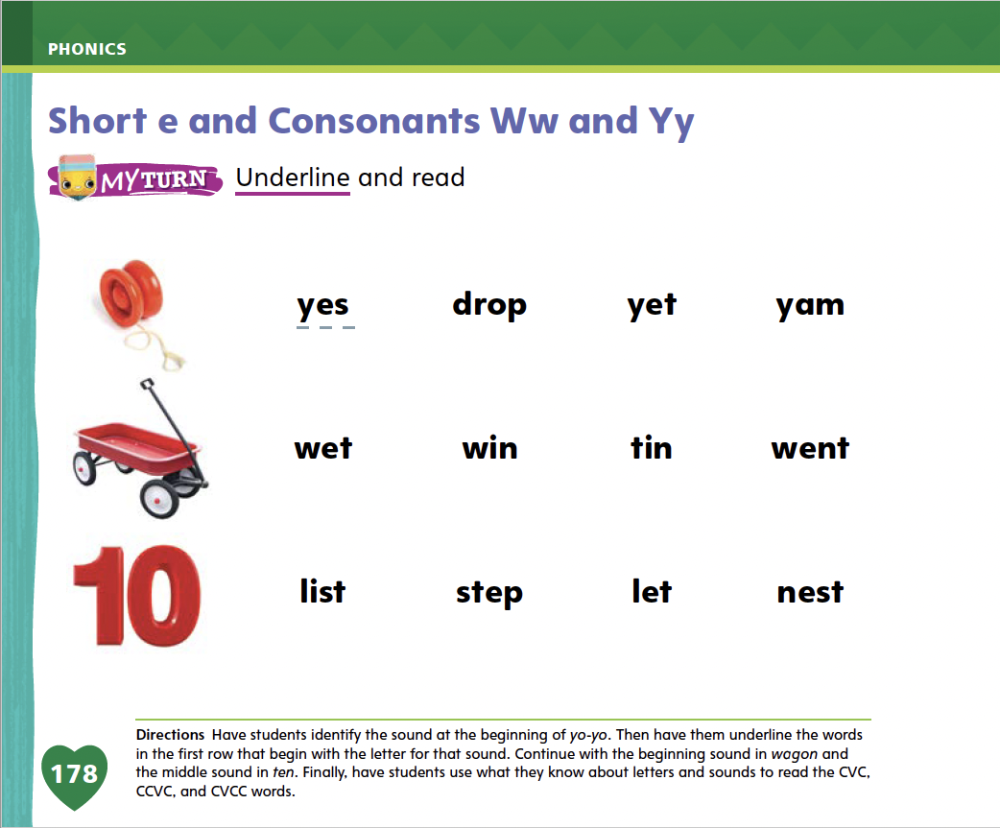 PHONICS
Short e and Consonants Ww and Yy
MY TURN Underline and read
yes drop yet yam
wet win tin went
10
list step let nest
Directions Have students identify the sound at the beginning of yo-yo. Then have them underline the words
in the first row that begin with the letter for that sound. Continue with the beginning sound in wagon and
the middle sound in ten. Finally, have students use what they know about letters and sounds to read the CVC,
CCVC, and CVCC words.
178